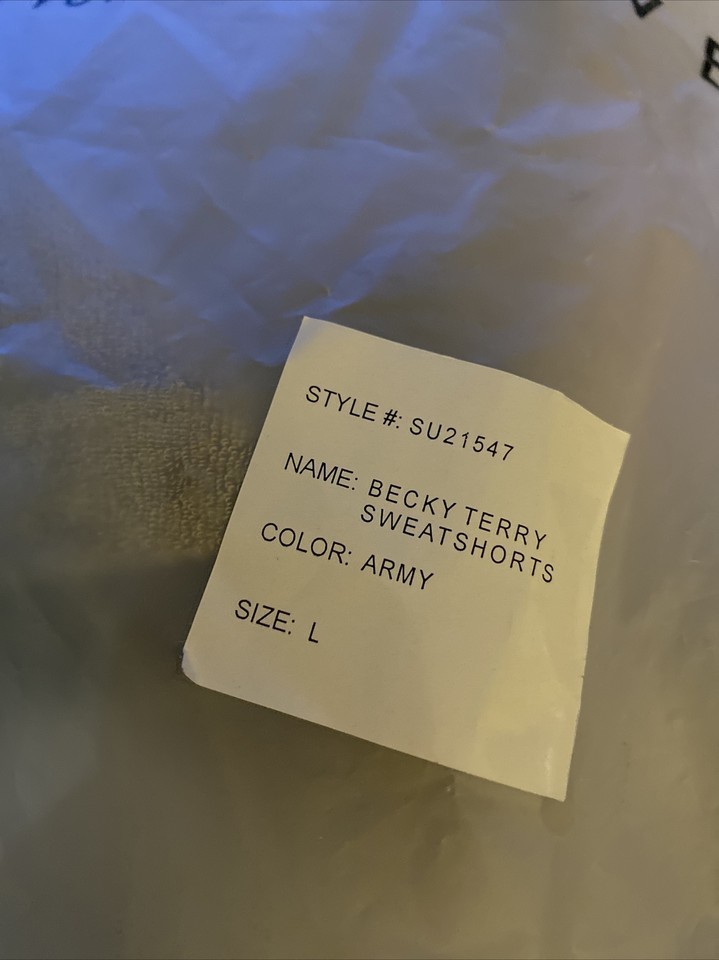 STYLE #: SU21547
NAME: BECKY TERRY
SWEATSHORTS
COLOR: ARMY
SIZE: L